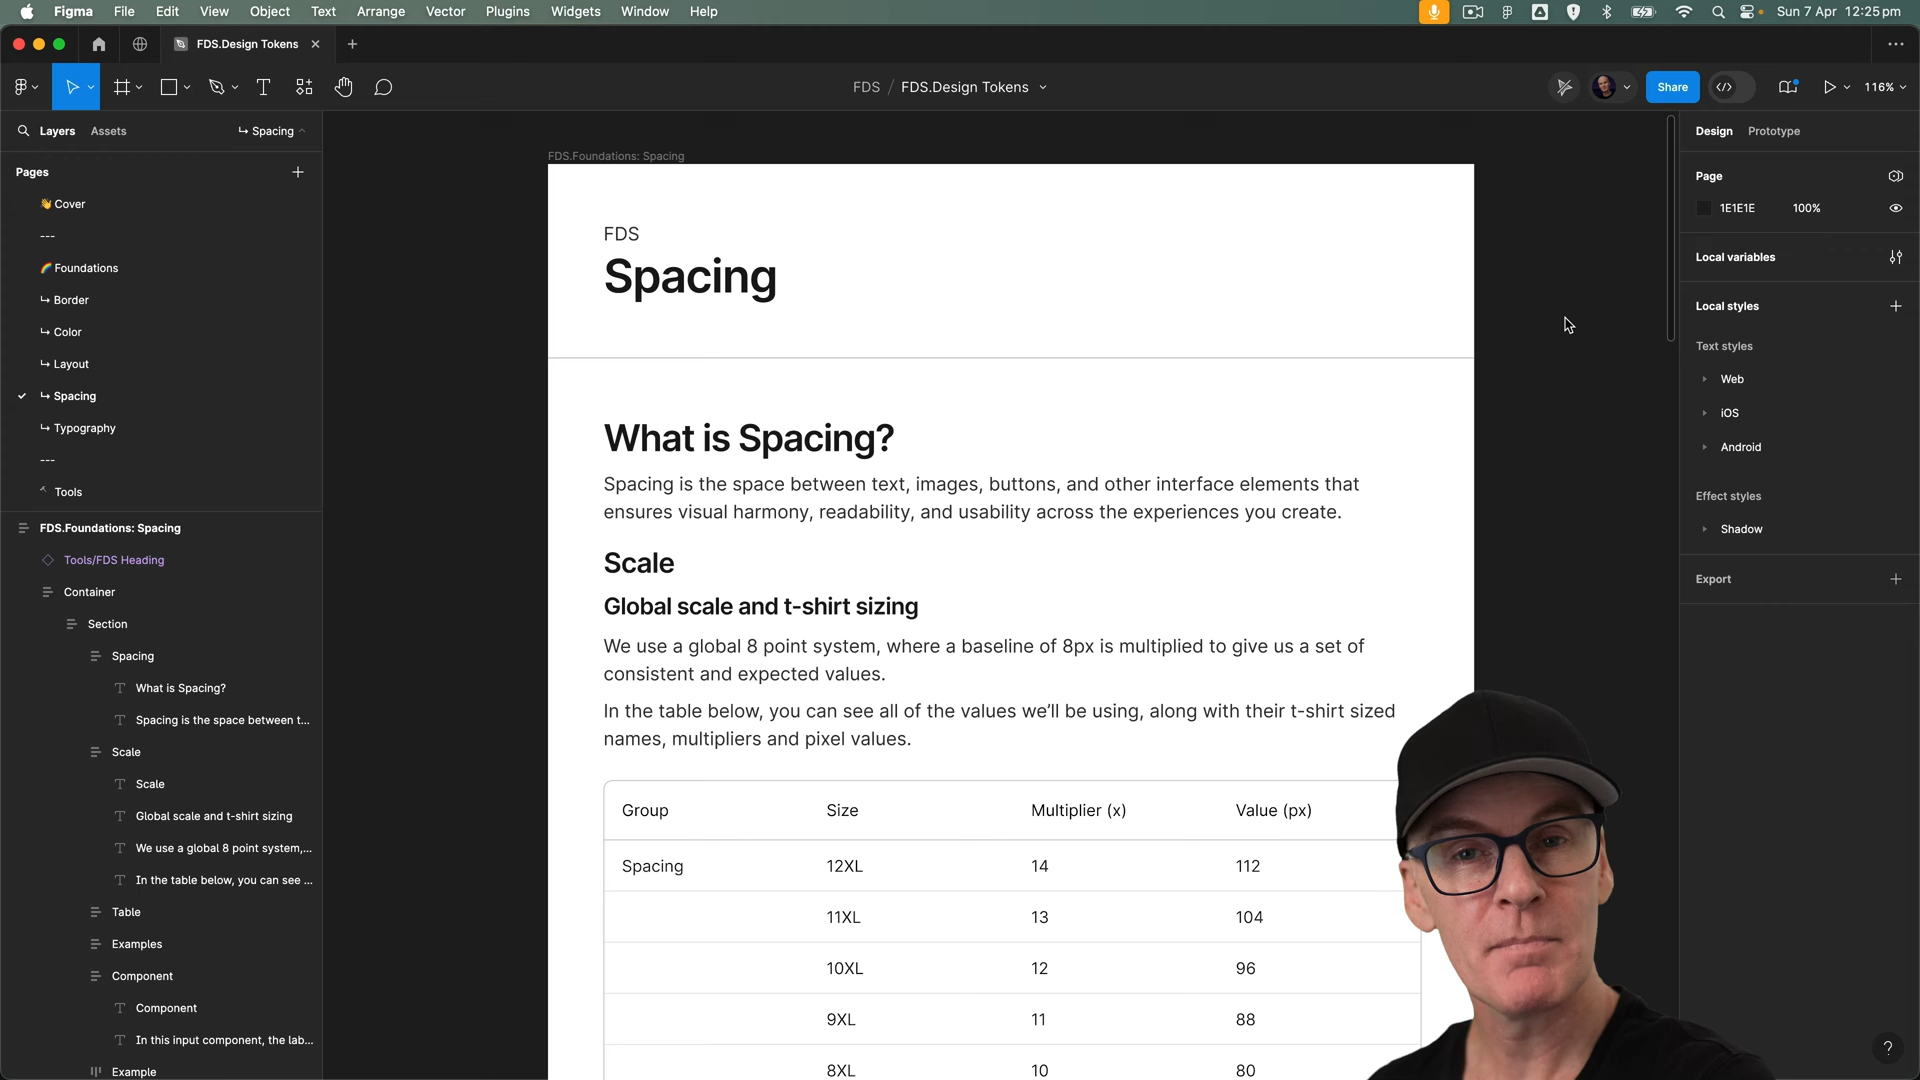 Figma File Edit View Object Text Arrange Vector Plugins Widgets Window Help
Sun 7 Apr 12:25pm
FDS.Design Tokens
FDS / FDS.Design Tokens
Share
116%
Layers Assets
↳ Spacing
Pages
👋 Cover
---
🌈 Foundations
↳ Border
↳ Color
↳ Layout
↳ Spacing
↳ Typography
---
Tools
FDS.Foundations: Spacing
Tools/FDS Heading
Container
Section
Spacing
What is Spacing?
Spacing is the space between t...
Scale
Scale
Global scale and t-shirt sizing
We use a global 8 point system,...
In the table below, you can see ...
Table
Examples
Component
Component
In this input component, the lab...
Example
FDS.Foundations: Spacing
FDS
Spacing
What is Spacing?
Spacing is the space between text, images, buttons, and other interface elements that
ensures visual harmony, readability, and usability across the experiences you create.
Scale
Global scale and t-shirt sizing
We use a global 8 point system, where a baseline of 8px is multiplied to give us a set of
consistent and expected values.
In the table below, you can see all of the values we’ll be using, along with their t-shirt sized
names, multipliers and pixel values.
Group Size Multiplier (x) Value (px)
Spacing 12XL 14 112
11XL 13 104
10XL 12 96
9XL 11 88
8XL 10 80
Design Prototype
Page
1E1E1E 100%
Local variables
Local styles
Text styles
Web
iOS
Android
Effect styles
Shadow
Export
?